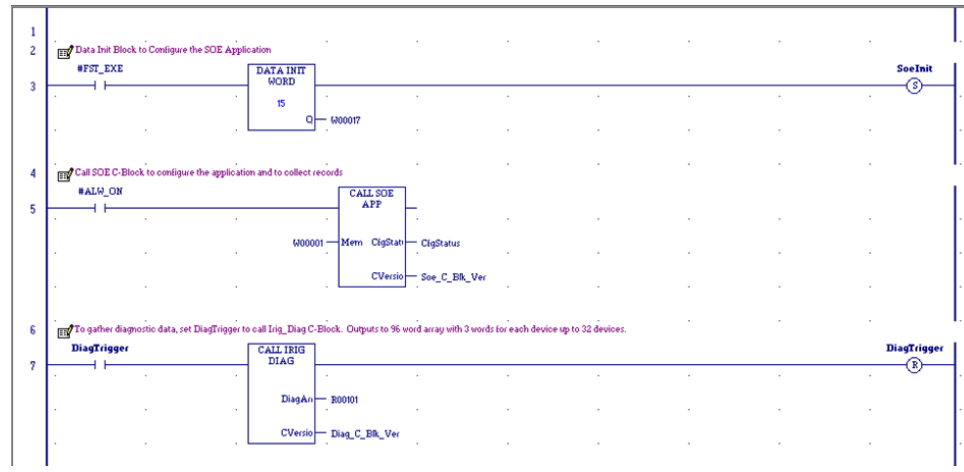 1
2 Data Init Block to Configure the SOE Application
#FST_EXE
DATA INIT
WORD
SoeInit
3
S
15
Q W00017
4 Call SOE C-Block to configure the application and to collect records
#ALW_ON
CALL SOE
APP
5
W00001 Mem CfgStat CfgStatus
CVersio Soe_C_Blk_Ver
6 To gather diagnostic data, set DiagTrigger to call Irig_Diag C-Block. Outputs to 96 word array with 3 words for each device up to 32 devices.
DiagTrigger
CALL IRIG
DIAG
DiagTrigger
7
R
DiagAr R00101
CVersio Diag_C_Blk_Ver